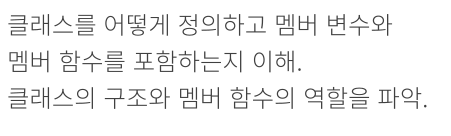 클래스를 어떻게 정의하고 멤버 변수와
멤버 함수를 포함하는지 이해.
클래스의 구조와 멤버 함수의 역할을 파악.